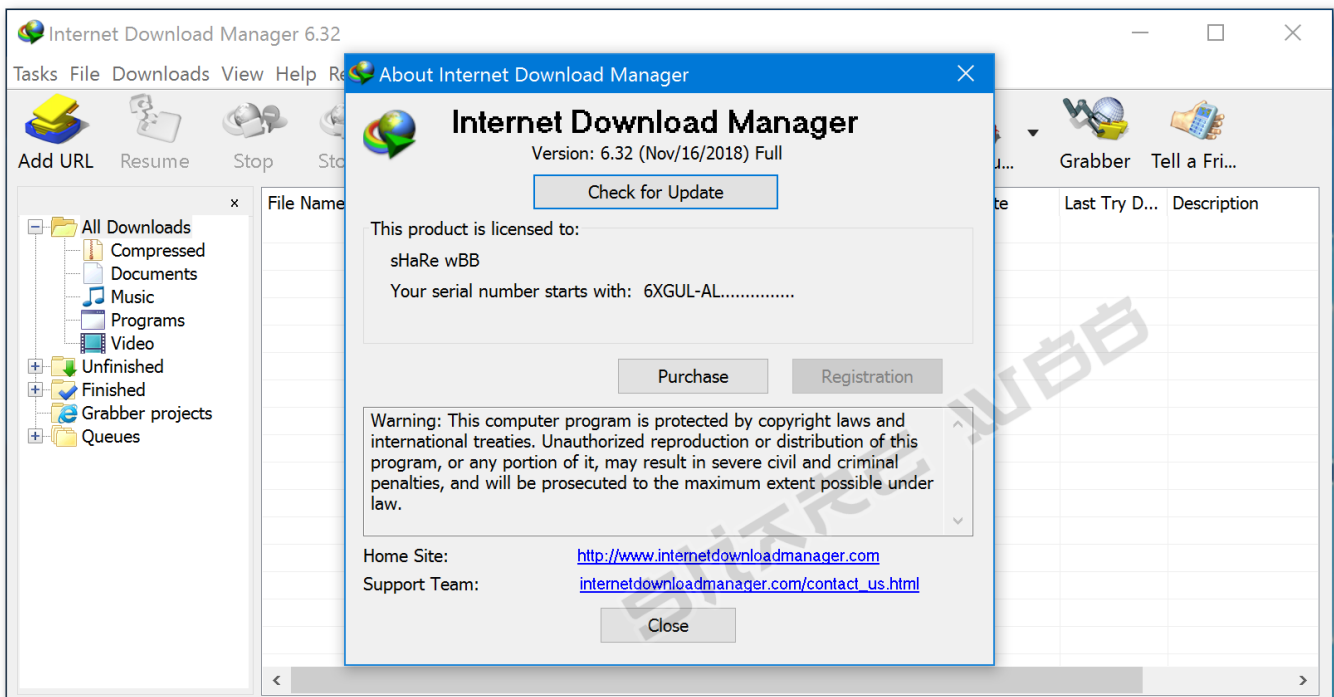 Internet Download Manager 6.32
Tasks File Downloads View Help Re
Add URL Resume Stop Sto
Grabber Tell a Fri...
All Downloads
Compressed
Documents
Music
Programs
Video
Unfinished
Finished
Grabber projects
Queues
File Name
Last Try D... Description
About Internet Download Manager
Internet Download Manager
Version: 6.32 (Nov/16/2018) Full
Check for Update
This product is licensed to:
sHaRe wBB
Your serial number starts with: 6XGUL-AL...............
Purchase Registration
Warning: This computer program is protected by copyright laws and
international treaties. Unauthorized reproduction or distribution of this
program, or any portion of it, may result in severe civil and criminal
penalties, and will be prosecuted to the maximum extent possible under
law.
Home Site: http://www.internetdownloadmanager.com
Support Team: internetdownloadmanager.com/contact_us.html
Close
SHARE WBB